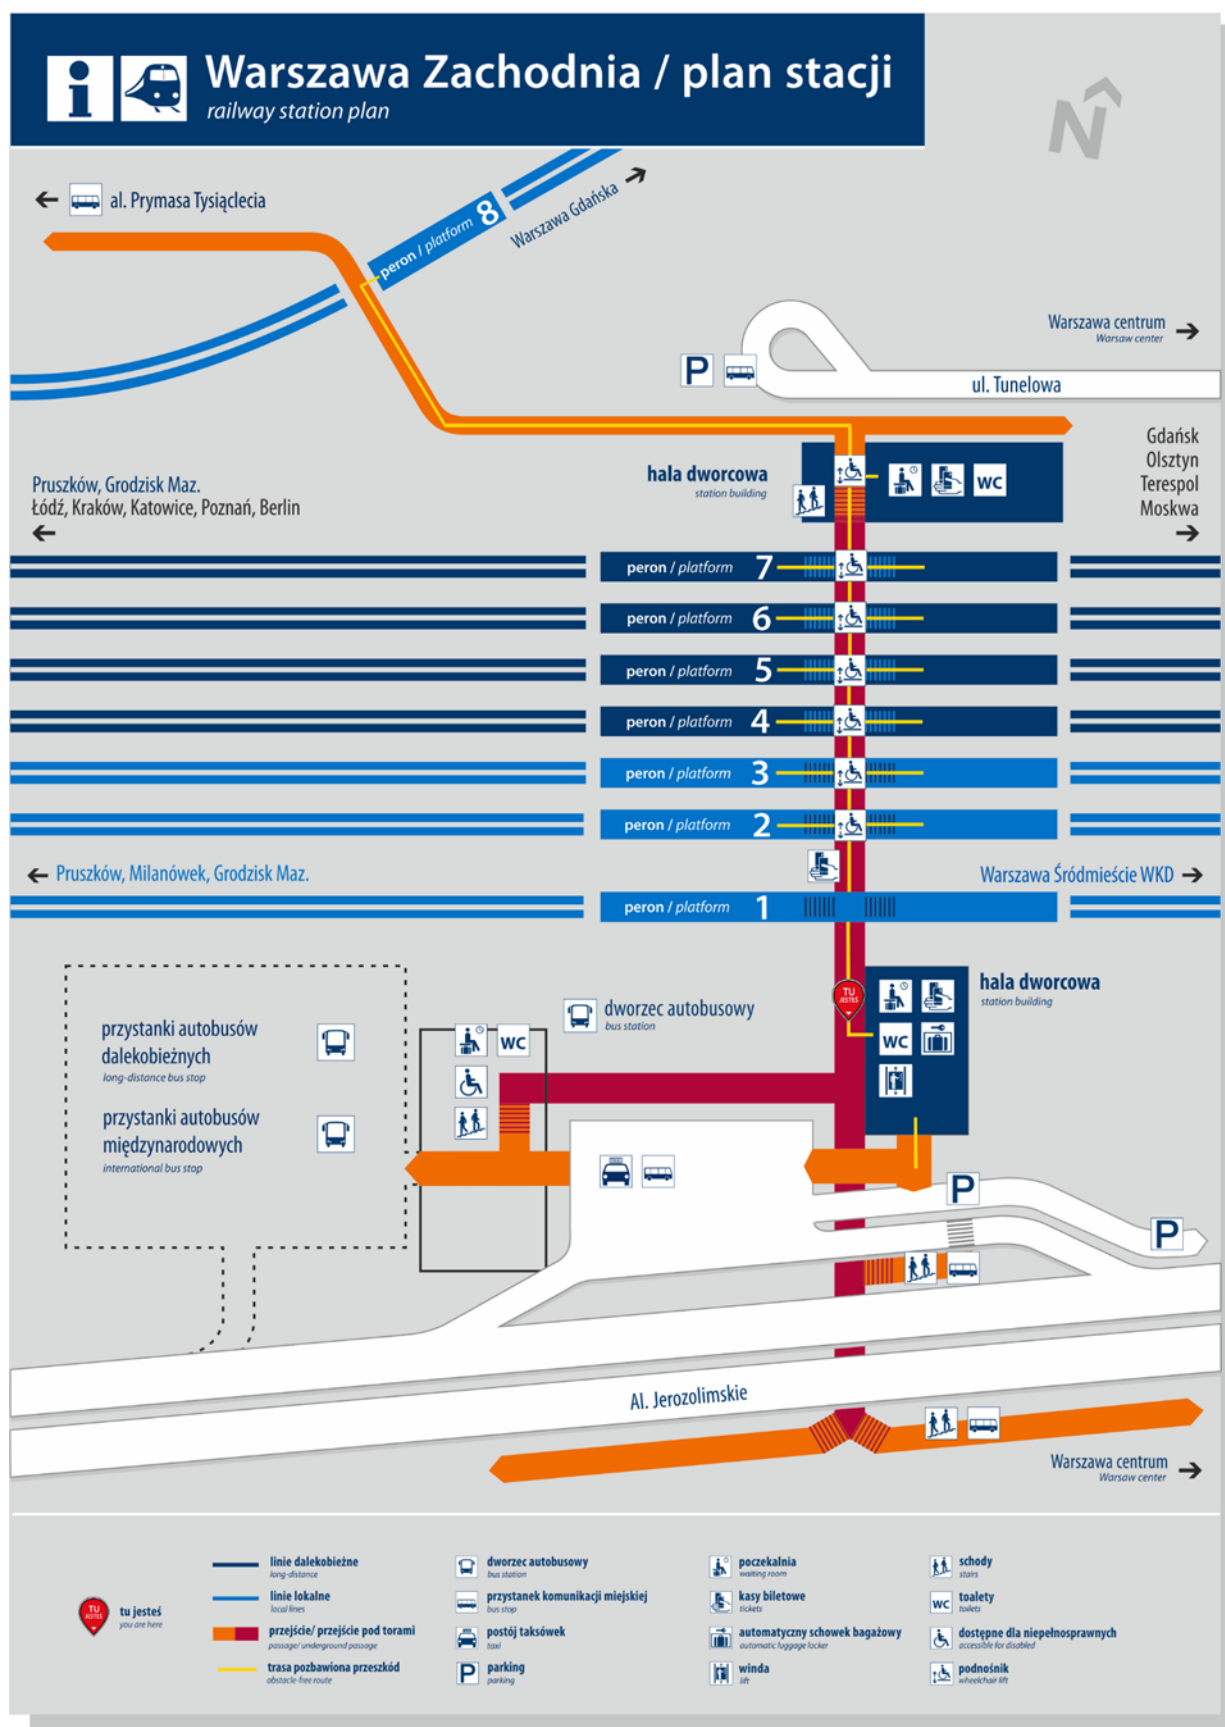 Warszawa Zachodnia / plan stacji
railway station plan
N
al. Prymasa Tysiąclecia
peron / platform 8
Warszawa Gdańska
Warszawa centrum
Warsaw center
P
ul. Tunelowa
Gdańsk
Olsztyn
Terespol
Moskwa
hala dworcowa
station building
WC
Pruszków, Grodzisk Maz.
Łódź, Kraków, Katowice, Poznań, Berlin
peron / platform 7
peron / platform 6
peron / platform 5
peron / platform 4
peron / platform 3
peron / platform 2
Pruszków, Milanówek, Grodzisk Maz.
Warszawa Śródmieście WKD
peron / platform 1
hala dworcowa
station building
TU
JESTEŚ
WC
dworzec autobusowy
bus station
WC
przystanki autobusów
dalekobieżnych
long-distance bus stop
przystanki autobusów
międzynarodowych
international bus stop
P
P
Al. Jerozolimskie
Warszawa centrum
Warsaw center
TU
JESTEŚ
tu jesteś
you are here
linie dalekobieżne
long-distance
linie lokalne
local lines
przejście/ przejście pod torami
passage/ underground passage
trasa pozbawiona przeszkód
obstacle-free route
dworzec autobusowy
bus station
przystanek komunikacji miejskiej
bus stop
postój taksówek
taxi
P
parking
parking
poczekalnia
waiting room
kasy biletowe
tickets
automatyczny schowek bagażowy
automatic luggage locker
winda
lift
schody
stairs
WC
toalety
toilets
dostępne dla niepełnosprawnych
accessible for disabled
podnośnik
wheelchair lift